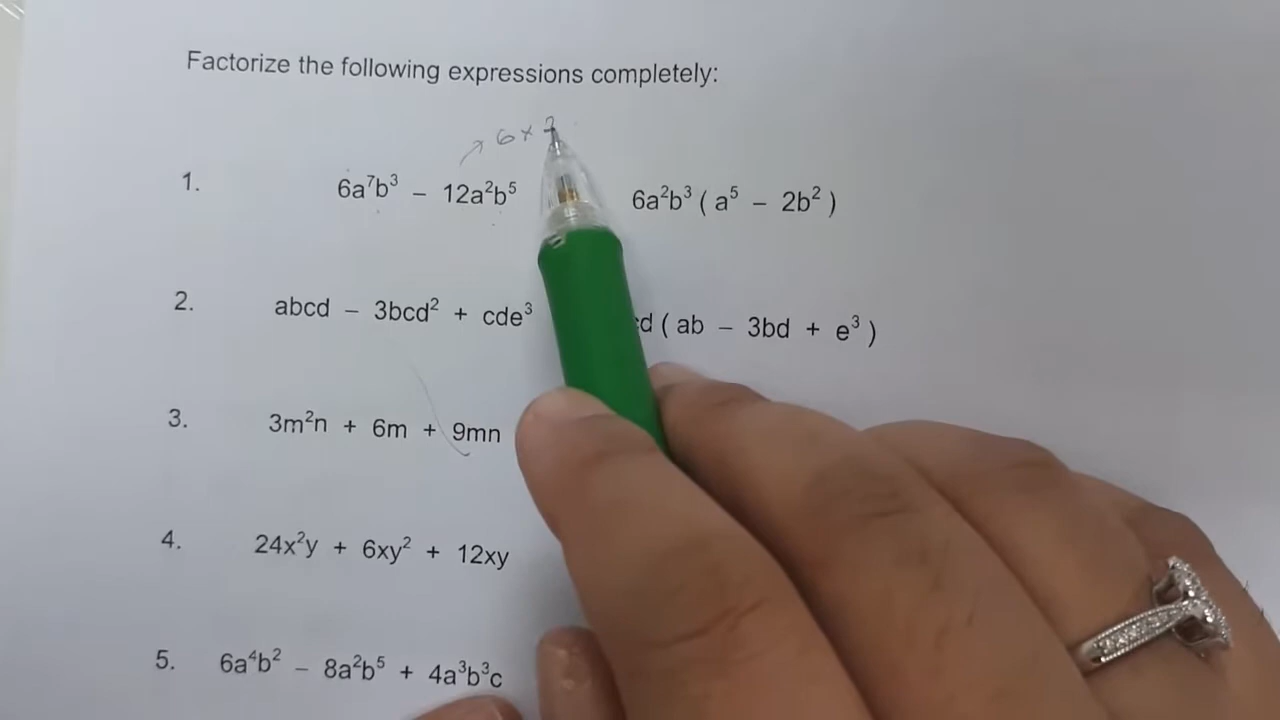 Factorize the following expressions completely:
6 × 2
1. 6a⁷b³ – 12a²b⁵ 6a²b³ ( a⁵ – 2b² )
2. abcd – 3bcd² + cde³ cd ( ab – 3bd + e³ )
3. 3m²n + 6m + 9mn
4. 24x²y + 6xy² + 12xy
5. 6a⁴b² – 8a²b⁵ + 4a³b³c